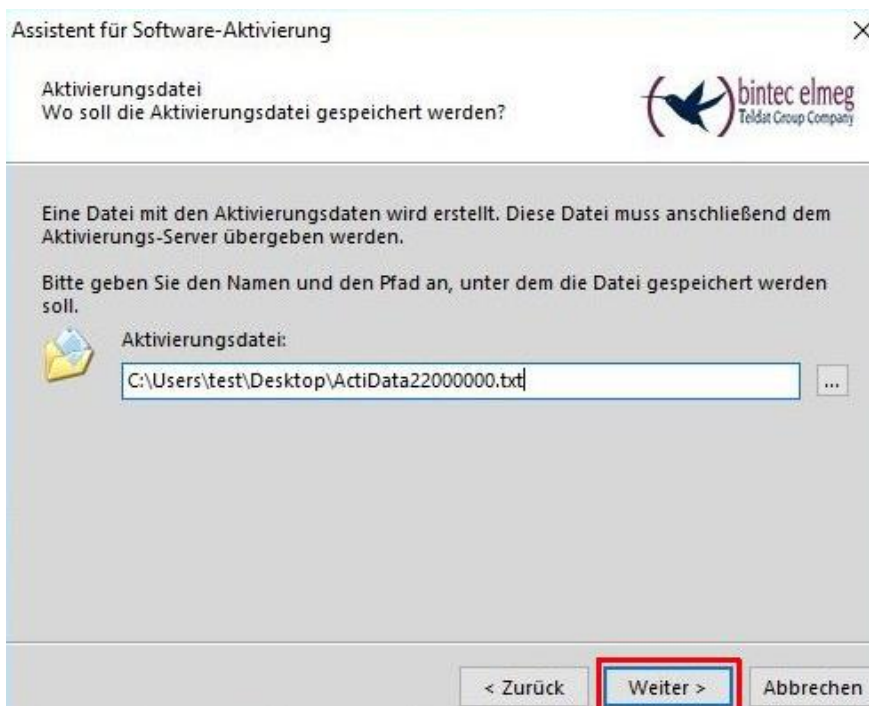 Assistent für Software-Aktivierung
Aktivierungsdatei
Wo soll die Aktivierungsdatei gespeichert werden?
bintec elmeg
Teldat Group Company
Eine Datei mit den Aktivierungsdaten wird erstellt. Diese Datei muss anschließend dem
Aktivierungs-Server übergeben werden.
Bitte geben Sie den Namen und den Pfad an, unter dem die Datei gespeichert werden
soll.
Aktivierungsdatei:
C:\Users\test\Desktop\ActiData22000000.txt
...
< Zurück
Weiter >
Abbrechen